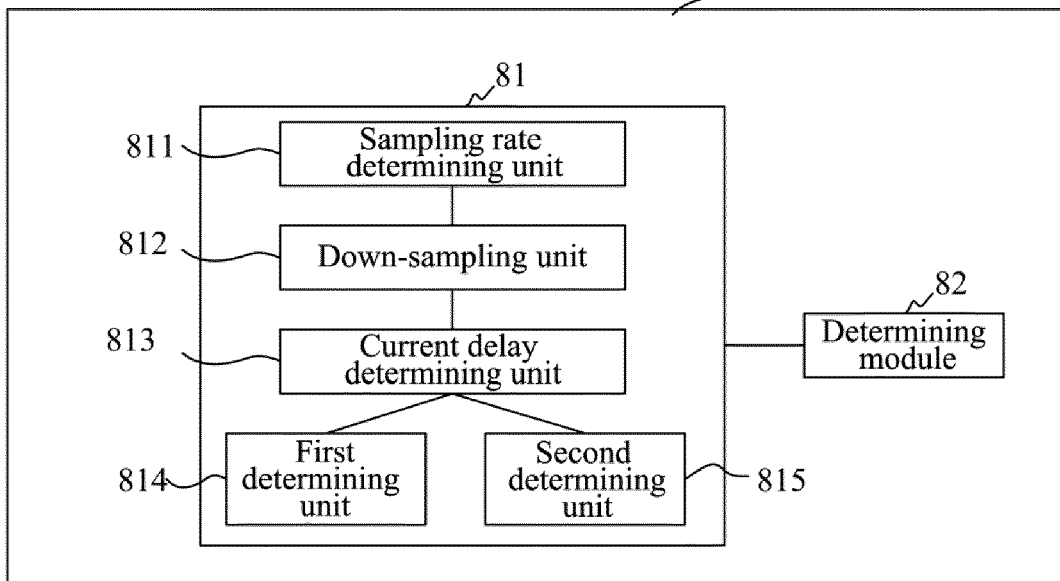 81
811
Sampling rate
determining unit
812
Down-sampling unit
82
813
Current delay
determining unit
Determining
module
First
determining
unit
814
Second
determining
unit
815